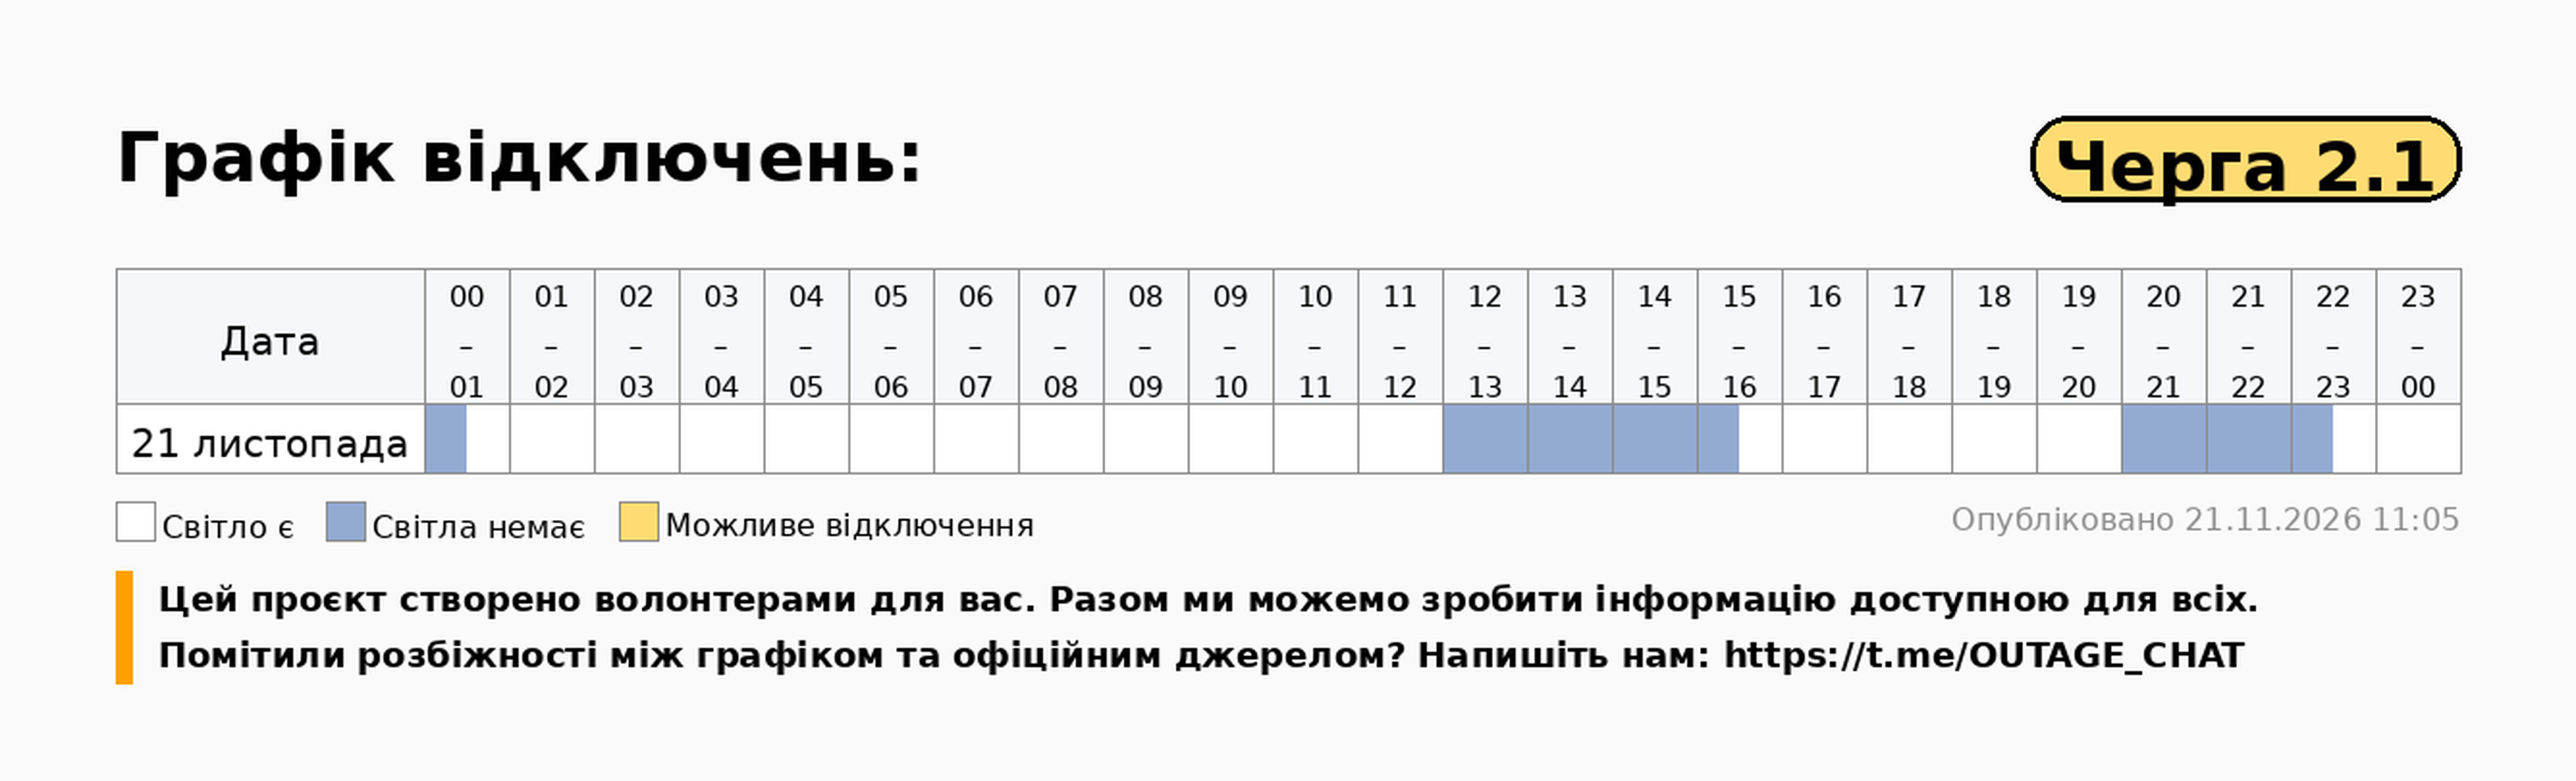 Графік відключень:
Черга 2.1
Дата
00 – 01
01 – 02
02 – 03
03 – 04
04 – 05
05 – 06
06 – 07
07 – 08
08 – 09
09 – 10
10 – 11
11 – 12
12 – 13
13 – 14
14 – 15
15 – 16
16 – 17
17 – 18
18 – 19
19 – 20
20 – 21
21 – 22
22 – 23
23 – 00
21 листопада
Світло є
Світла немає
Можливе відключення
Опубліковано 21.11.2026 11:05
Цей проєкт створено волонтерами для вас. Разом ми можемо зробити інформацію доступною для всіх.
Помітили розбіжності між графіком та офіційним джерелом? Напишіть нам: https://t.me/OUTAGE_CHAT